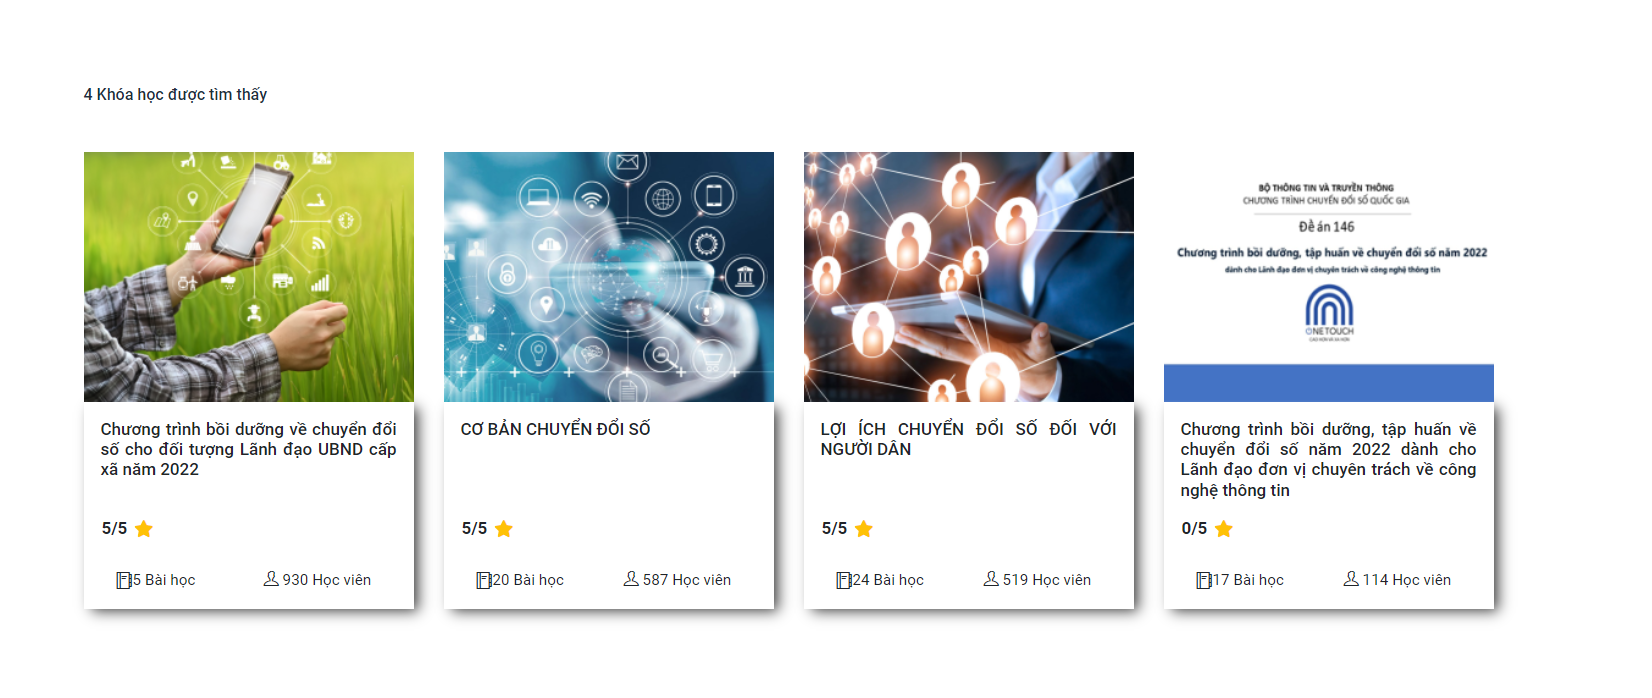 4 Khóa học được tìm thấy
BỘ THÔNG TIN VÀ TRUYỀN THÔNG
CHƯƠNG TRÌNH CHUYỂN ĐỔI SỐ QUỐC GIA
Đề án 146
Chương trình bồi dưỡng, tập huấn về chuyển đổi số năm 2022
dành cho Lãnh đạo đơn vị chuyên trách về công nghệ thông tin
ONETOUCH
Chương trình bồi dưỡng về chuyển đổi
số cho đối tượng Lãnh đạo UBND cấp
xã năm 2022
5/5
5 Bài học
930 Học viên
CƠ BẢN CHUYỂN ĐỔI SỐ
5/5
20 Bài học
587 Học viên
LỢI ÍCH CHUYỂN ĐỔI SỐ ĐỐI VỚI
NGƯỜI DÂN
5/5
24 Bài học
519 Học viên
Chương trình bồi dưỡng, tập huấn về
chuyển đổi số năm 2022 dành cho
Lãnh đạo đơn vị chuyên trách về công
nghệ thông tin
0/5
17 Bài học
114 Học viên